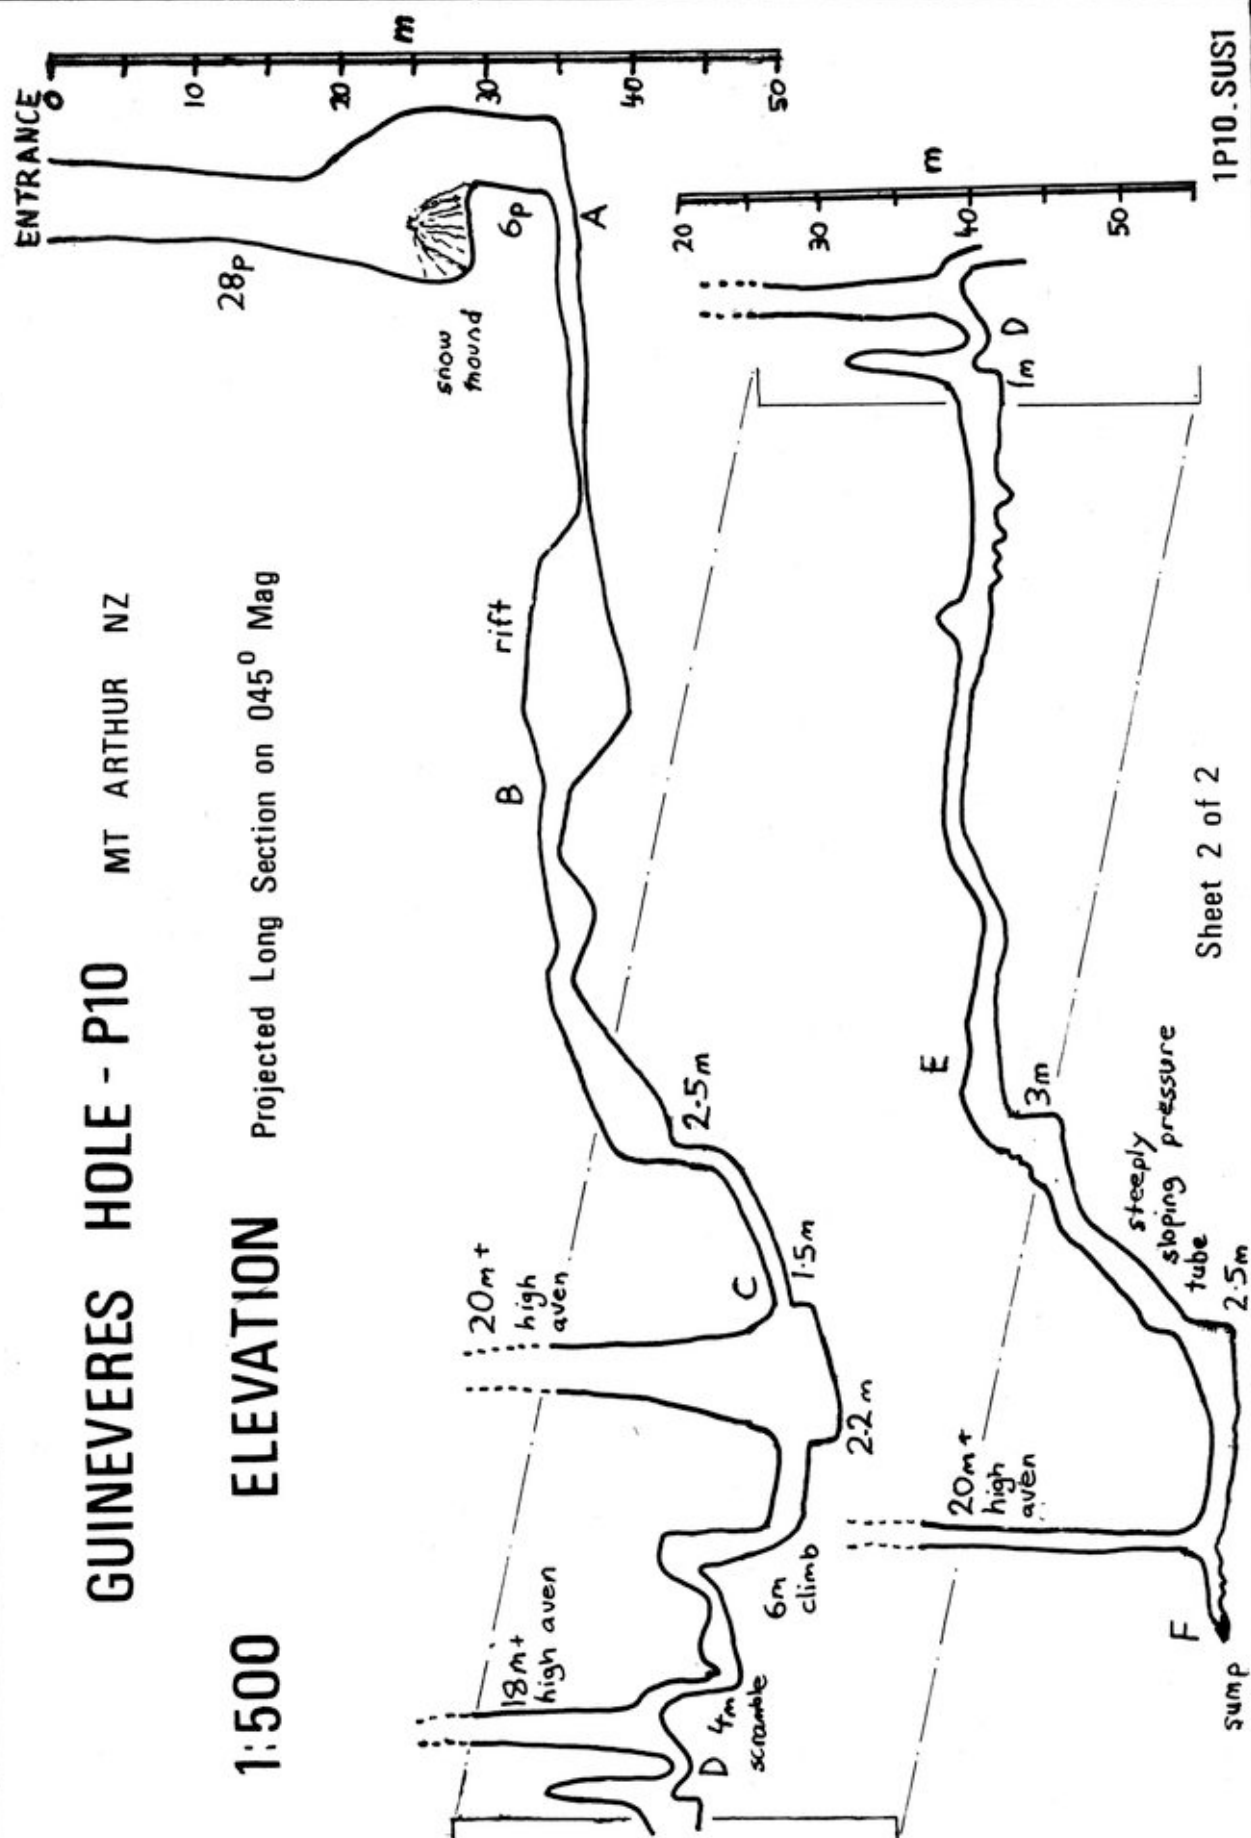 GUINEVERES HOLE - P10 MT ARTHUR NZ
1:500 ELEVATION Projected Long Section on 045° Mag
ENTRANCE
0
10
20
30
40
50
m
28p
snow
mound
6p
A
rift
B
2.5m
C
1.5m
20m+
high
aven
2.2m
6m
climb
18m+
high aven
4m
scramble
D
20
30
40
50
m
D
1m
E
3m
steeply
sloping pressure
tube
2.5m
20m+
high
aven
F
sump
Sheet 2 of 2
1P10.SUS1